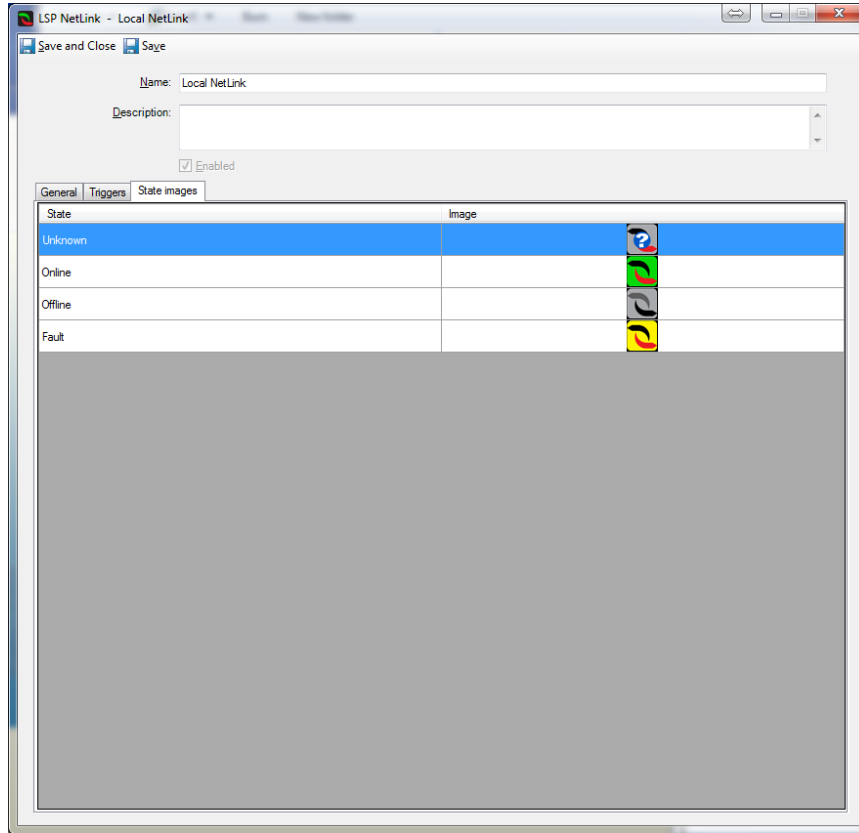 LSP NetLink - Local NetLink
Save and Close Save
Name: Local NetLink
Description:
Enabled
General Triggers State images
State Image
Unknown
Online
Offline
Fault